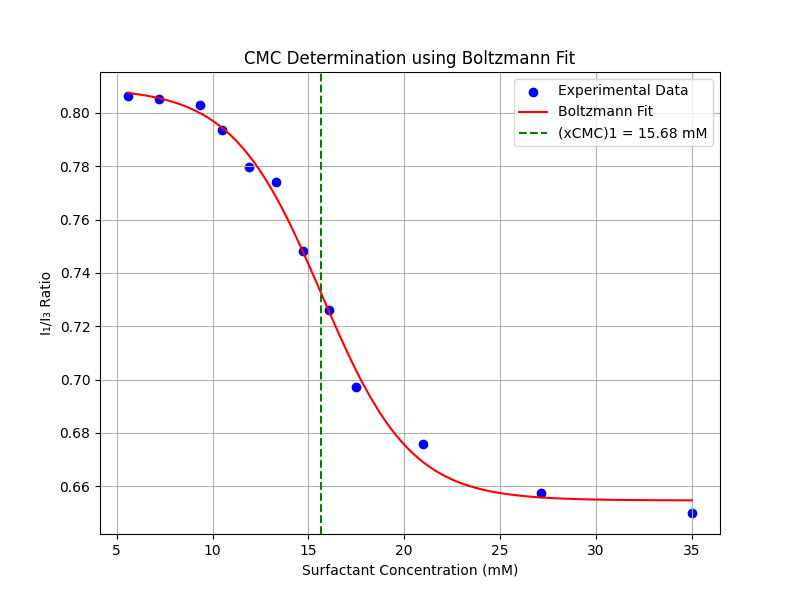 CMC Determination using Boltzmann Fit
Experimental Data
Boltzmann Fit
(xCMC)1 = 15.68 mM
I₁/I₃ Ratio
0.80
0.78
0.76
0.74
0.72
0.70
0.68
0.66
5 10 15 20 25 30 35
Surfactant Concentration (mM)